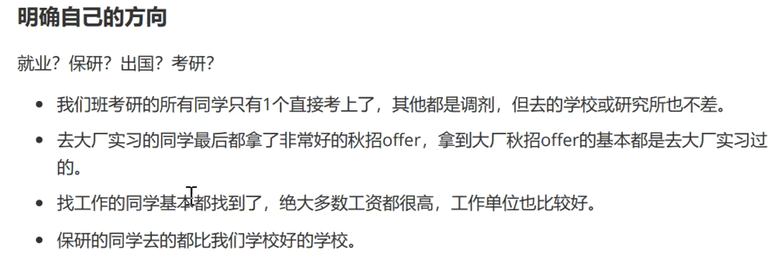 明确自己的方向
就业？保研？出国？考研？
我们班考研的所有同学只有1个直接考上了，其他都是调剂，但去的学校或研究所也不差。
去大厂实习的同学最后都拿了非常好的秋招offer，拿到大厂秋招offer的基本都是去大厂实习过
的。
找工作的同学基本都找到了，绝大多数工资都很高，工作单位也比较好。
保研的同学去的都比我们学校好的学校。